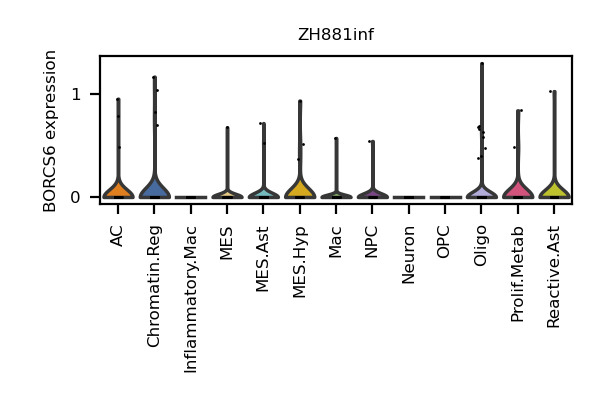 ZH881inf
BORCS6 expression
1
0
AC
Chromatin.Reg
Inflammatory.Mac
MES
MES.Ast
MES.Hyp
Mac
NPC
Neuron
OPC
Oligo
Prolif.Metab
Reactive.Ast